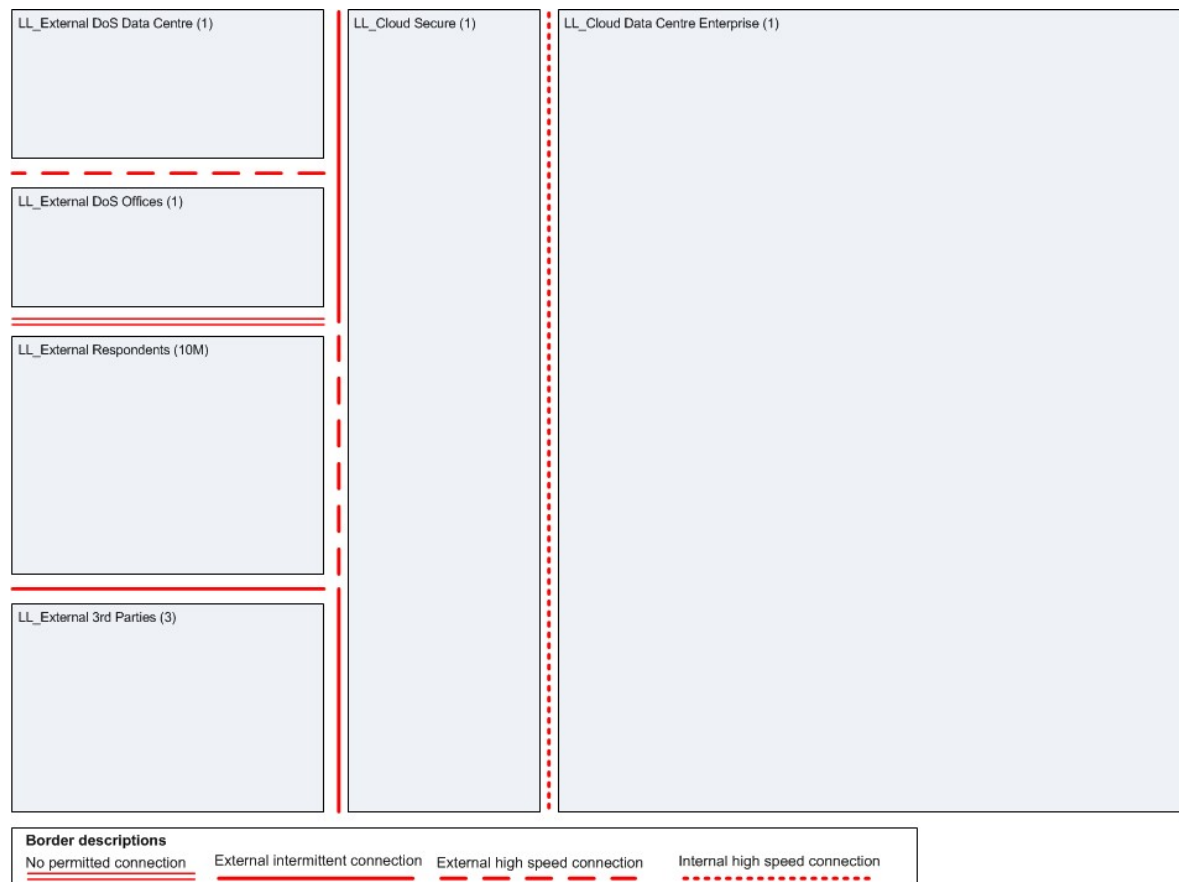 LL_External DoS Data Centre (1)
LL_Cloud Secure (1)
LL_Cloud Data Centre Enterprise (1)
LL_External DoS Offices (1)
LL_External Respondents (10M)
LL_External 3rd Parties (3)
Border descriptions
No permitted connection
External intermittent connection
External high speed connection
Internal high speed connection